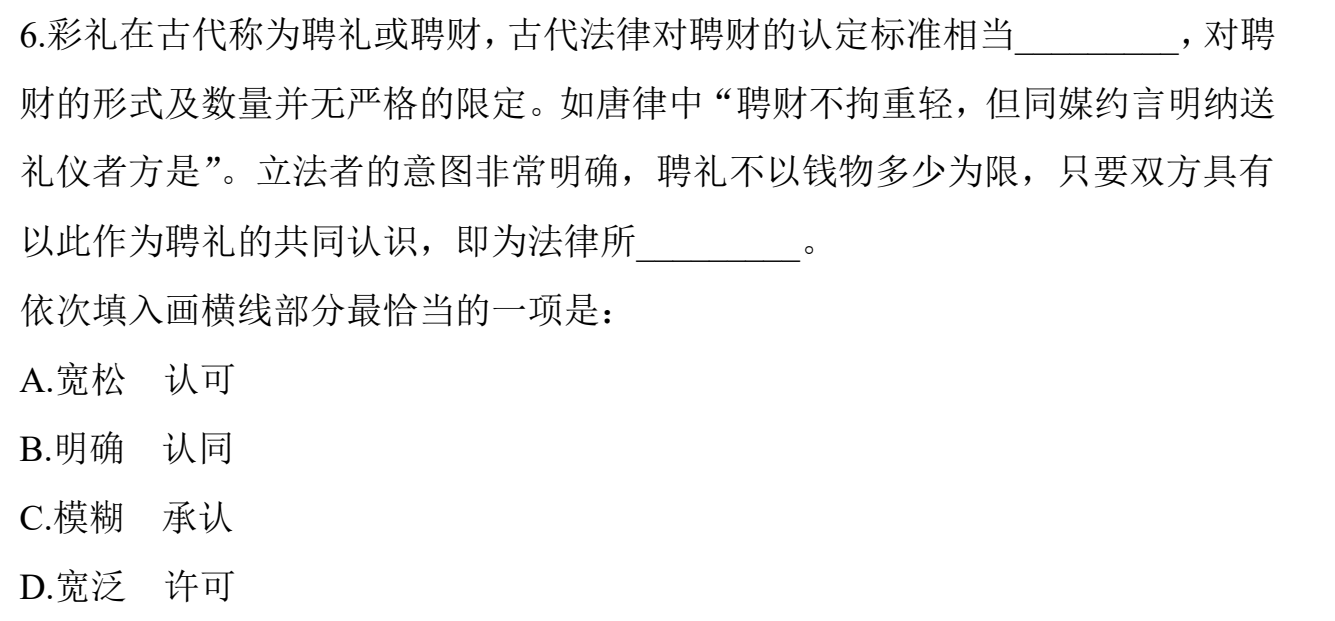 6.彩礼在古代称为聘礼或聘财，古代法律对聘财的认定标准相当_________，对聘
财的形式及数量并无严格的限定。如唐律中“聘财不拘重轻，但同媒约言明纳送
礼仪者方是”。立法者的意图非常明确，聘礼不以钱物多少为限，只要双方具有
以此作为聘礼的共同认识，即为法律所_________。
依次填入画横线部分最恰当的一项是：
A.宽松　认可
B.明确　认同
C.模糊　承认
D.宽泛　许可